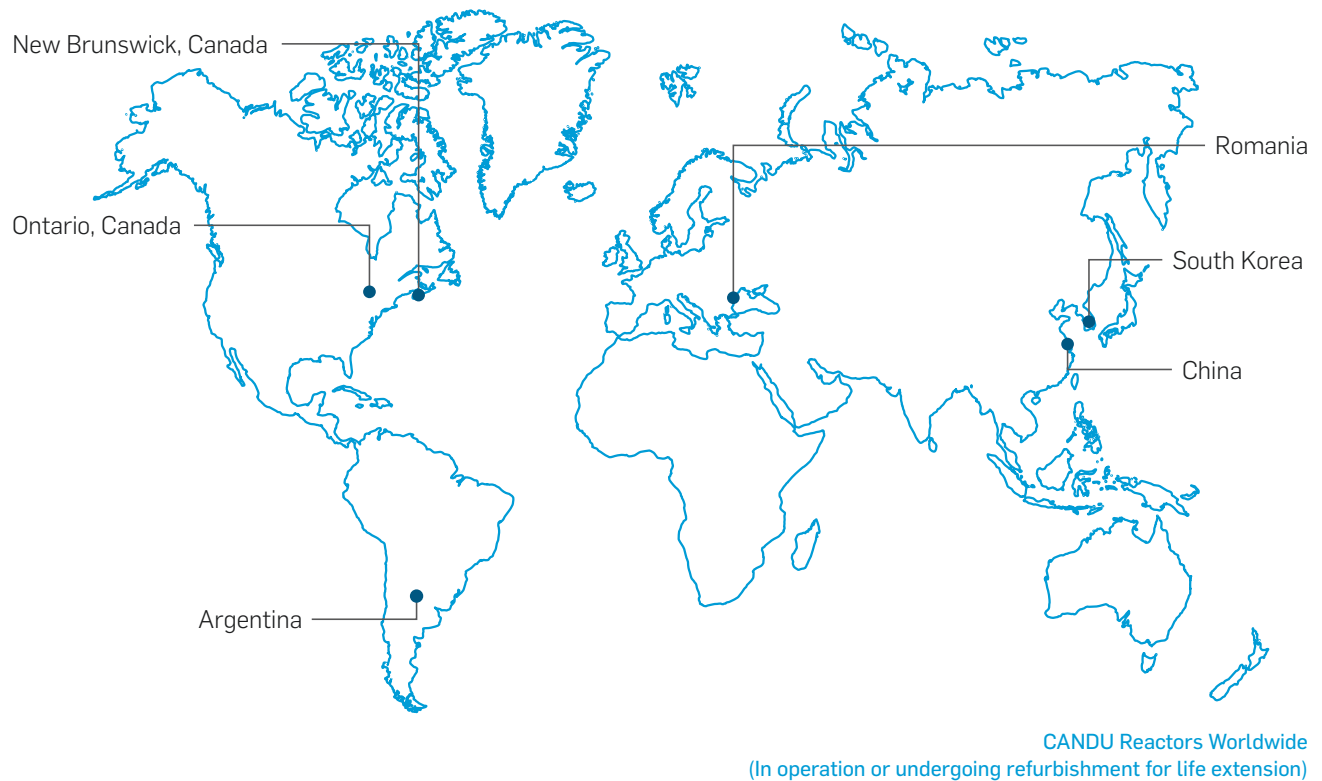 New Brunswick, Canada
Romania
Ontario, Canada
South Korea
China
Argentina
CANDU Reactors Worldwide
(In operation or undergoing refurbishment for life extension)